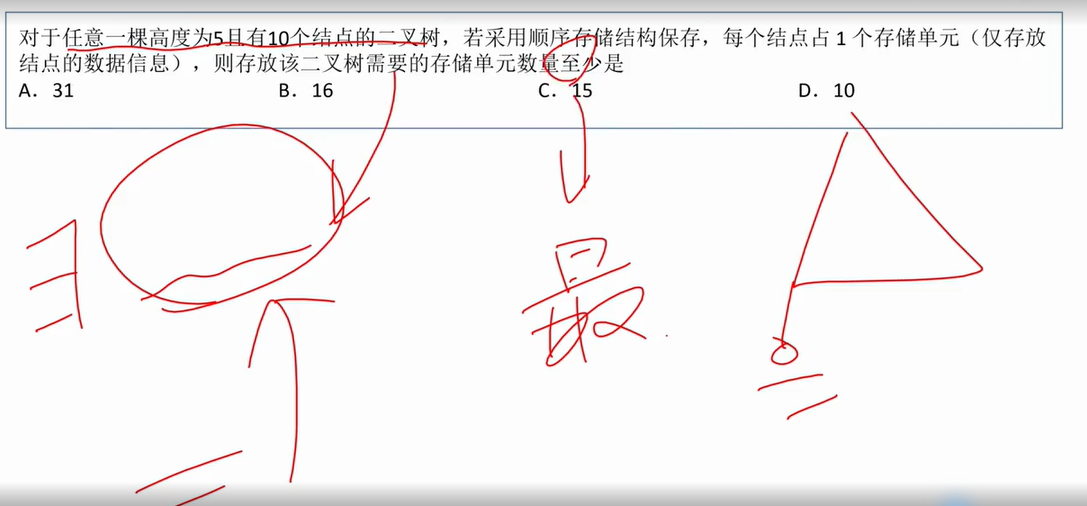 对于任意一棵高度为5且有10个结点的二叉树，若采用顺序存储结构保存，每个结点占1个存储单元（仅存放
结点的数据信息），则存放该二叉树需要的存储单元数量至少是
A. 31 B. 16 C. 15 D. 10
∃
最